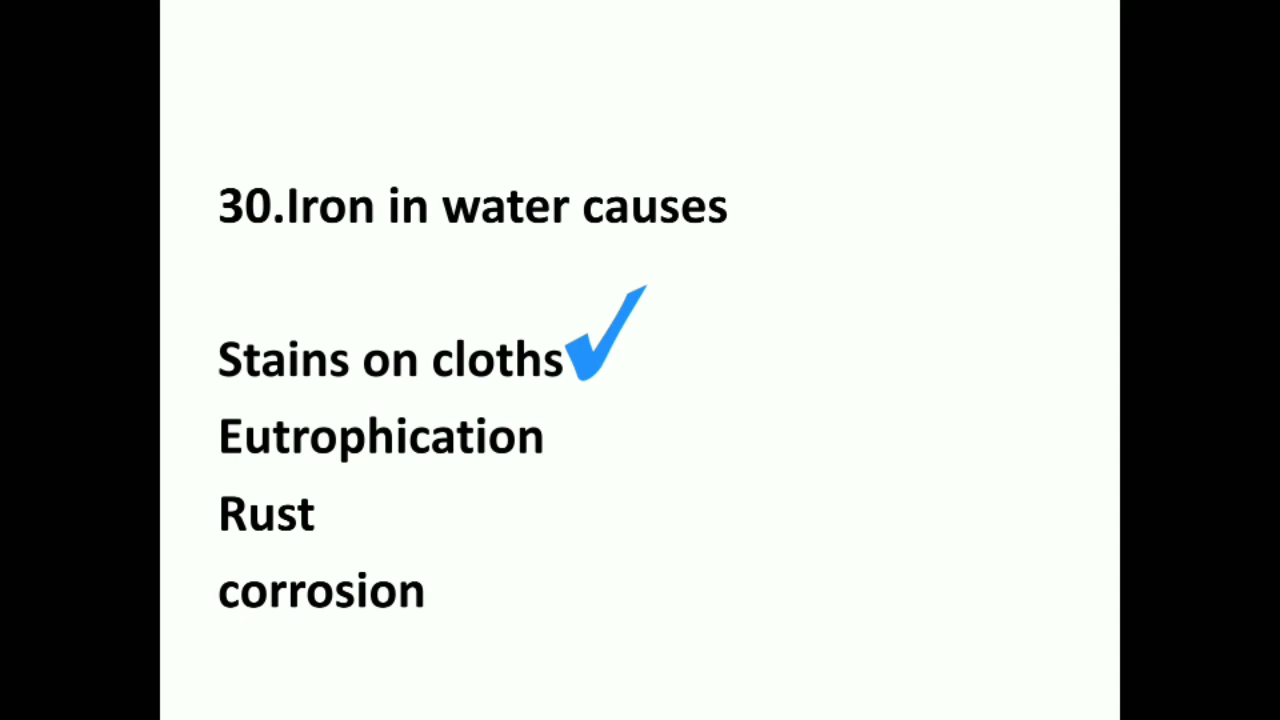 30.Iron in water causes
Stains on cloths
Eutrophication
Rust
corrosion